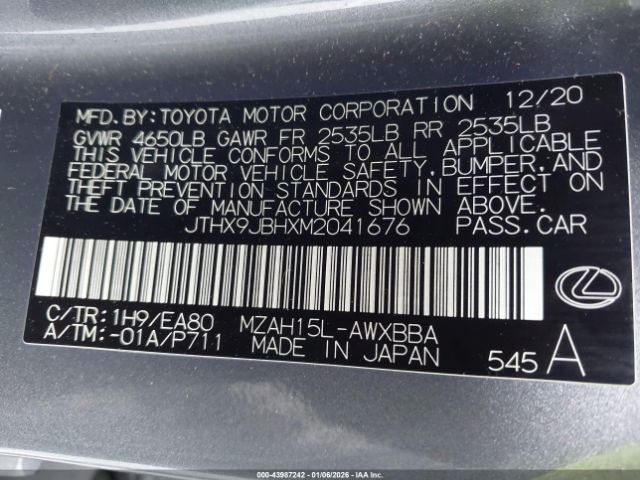 MFD.BY:TOYOTA MOTOR CORPORATION 12/20
GVWR 4650LB GAWR FR 2535LB RR 2535LB
THIS VEHICLE CONFORMS TO ALL APPLICABLE
FEDERAL MOTOR VEHICLE SAFETY,BUMPER,AND
THEFT PREVENTION STANDARDS IN EFFECT ON
THE DATE OF MANUFACTURE SHOWN ABOVE.
JTHX9JBHXM2041676 PASS.CAR
C/TR:1H9/EA80 MZAH15L-AWXBBA
A/TM:-01A/P711 MADE IN JAPAN 545 A
000-43987242 - 01/06/2026 - IAA Inc.